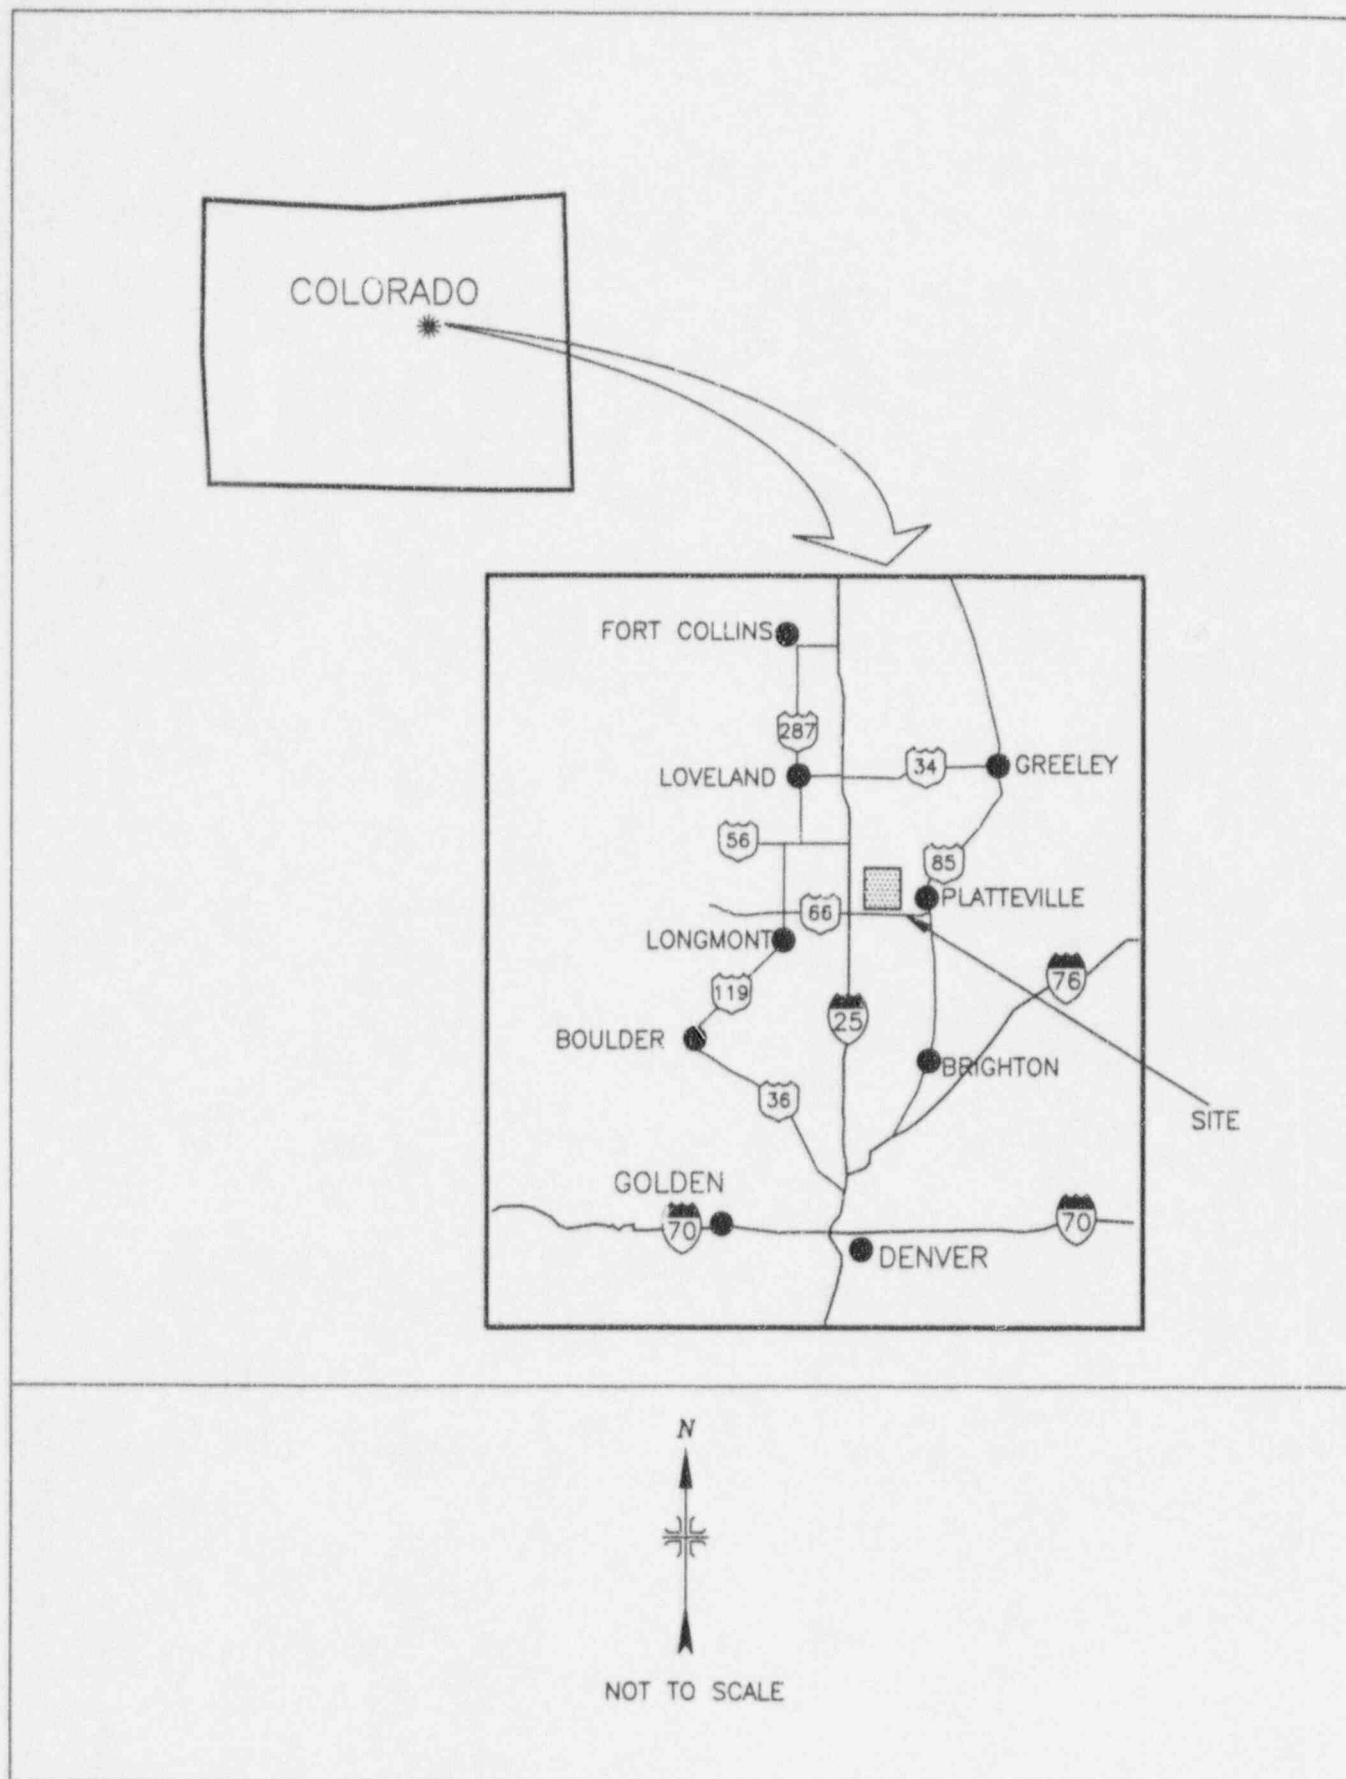 COLORADO
FORT COLLINS
287
LOVELAND
34
GREELEY
56
85
PLATTEVILLE
66
LONGMONT
76
119
25
BOULDER
BRIGHTON
36
SITE
GOLDEN
70
70
DENVER
N
NOT TO SCALE